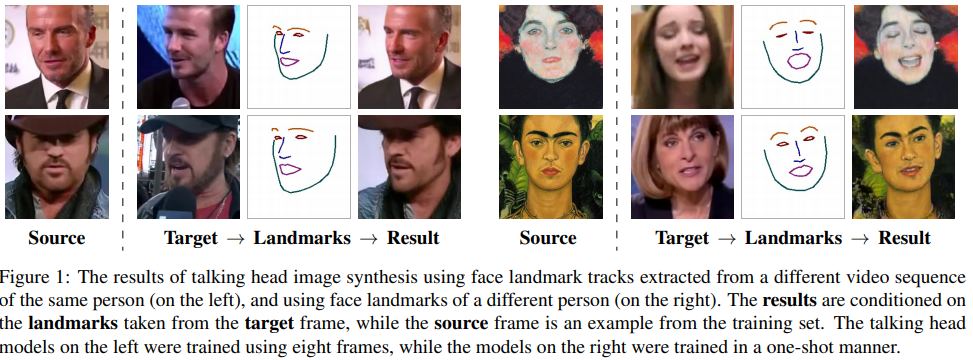 Source Target → Landmarks → Result Source Target → Landmarks → Result
Figure 1: The results of talking head image synthesis using face landmark tracks extracted from a different video sequence
of the same person (on the left), and using face landmarks of a different person (on the right). The results are conditioned on
the landmarks taken from the target frame, while the source frame is an example from the training set. The talking head
models on the left were trained using eight frames, while the models on the right were trained in a one-shot manner.